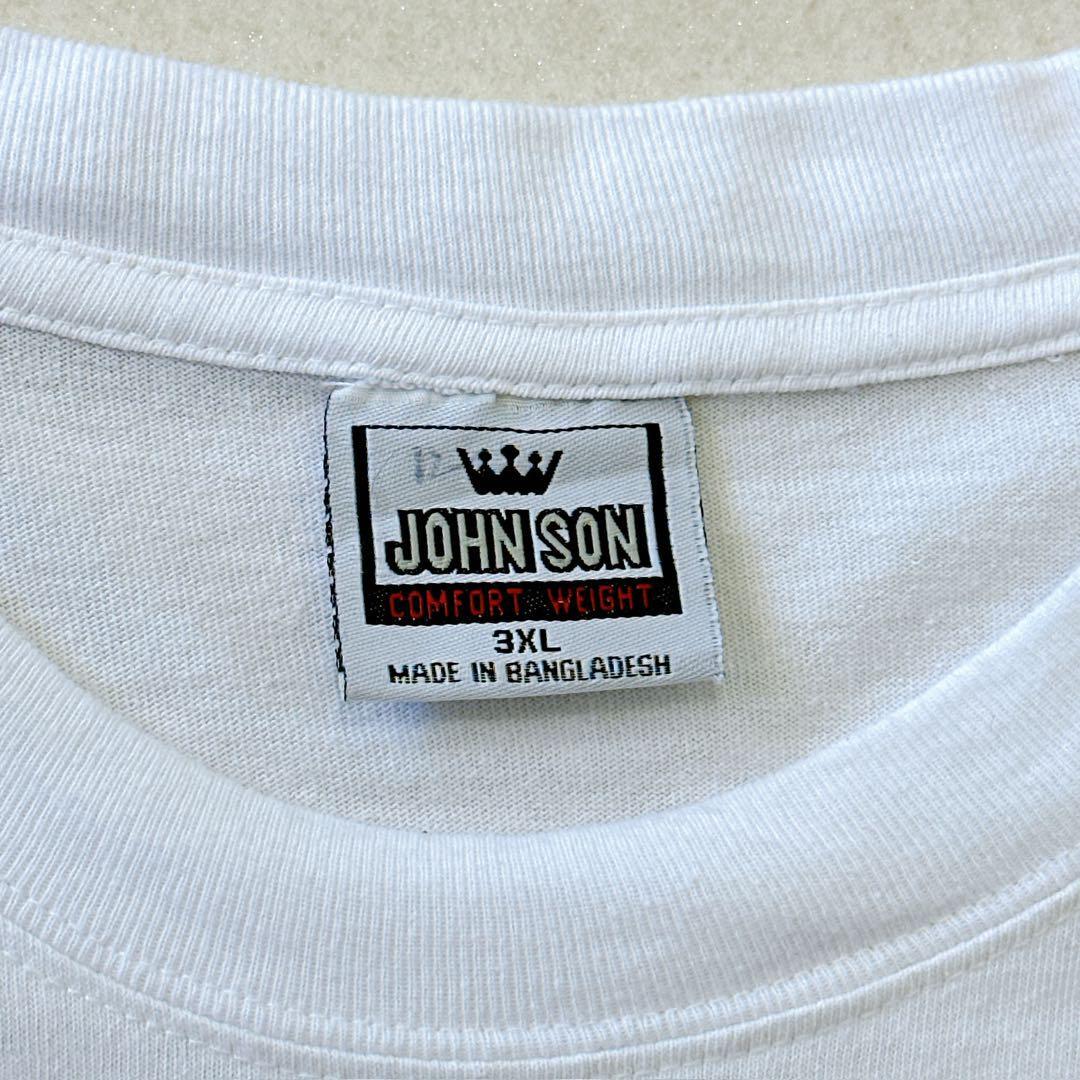 JOHN SON
COMFORT WEIGHT
3XL
MADE IN BANGLADESH